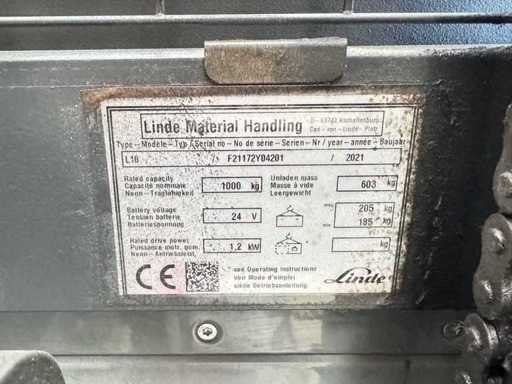 Linde Material Handling
D - 63743 Aschaffenburg
Carl - von - Linde - Platz
Type - Modèle - Typ / Serial no - No de série - Serien - Nr / year - année - Baujahr
L10 / F21172Y04201 / 2021
Rated capacity
Capacité nominale
Nenn-Tragfähigkeit
1000 kg
Unladen mass
Masse à vide
Leergewicht
603 kg
Battery voltage
Tension batterie
Batteriespannung
24 V
205 kg
185 kg
Rated drive power
Puissance motr. nom.
Nenn-Antriebsleist.
1,2 kW
kg
CE
see Operating Instructions
voir Mode d'emploi
siehe Betriebsanleitung
Linde